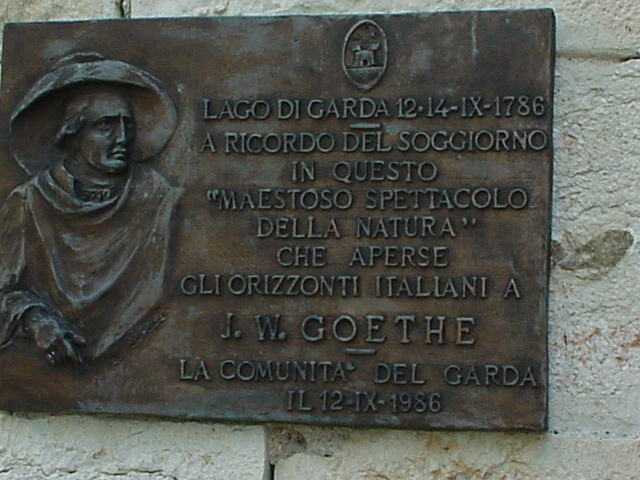 LAGO DI GARDA 12-14-IX-1786
A RICORDO DEL SOGGIORNO
IN QUESTO
"MAESTOSO SPETTACOLO
DELLA NATURA"
CHE APERSE
GLI ORIZZONTI ITALIANI A
J. W. GOETHE
LA COMUNITA' DEL GARDA
IL 12-IX-1986